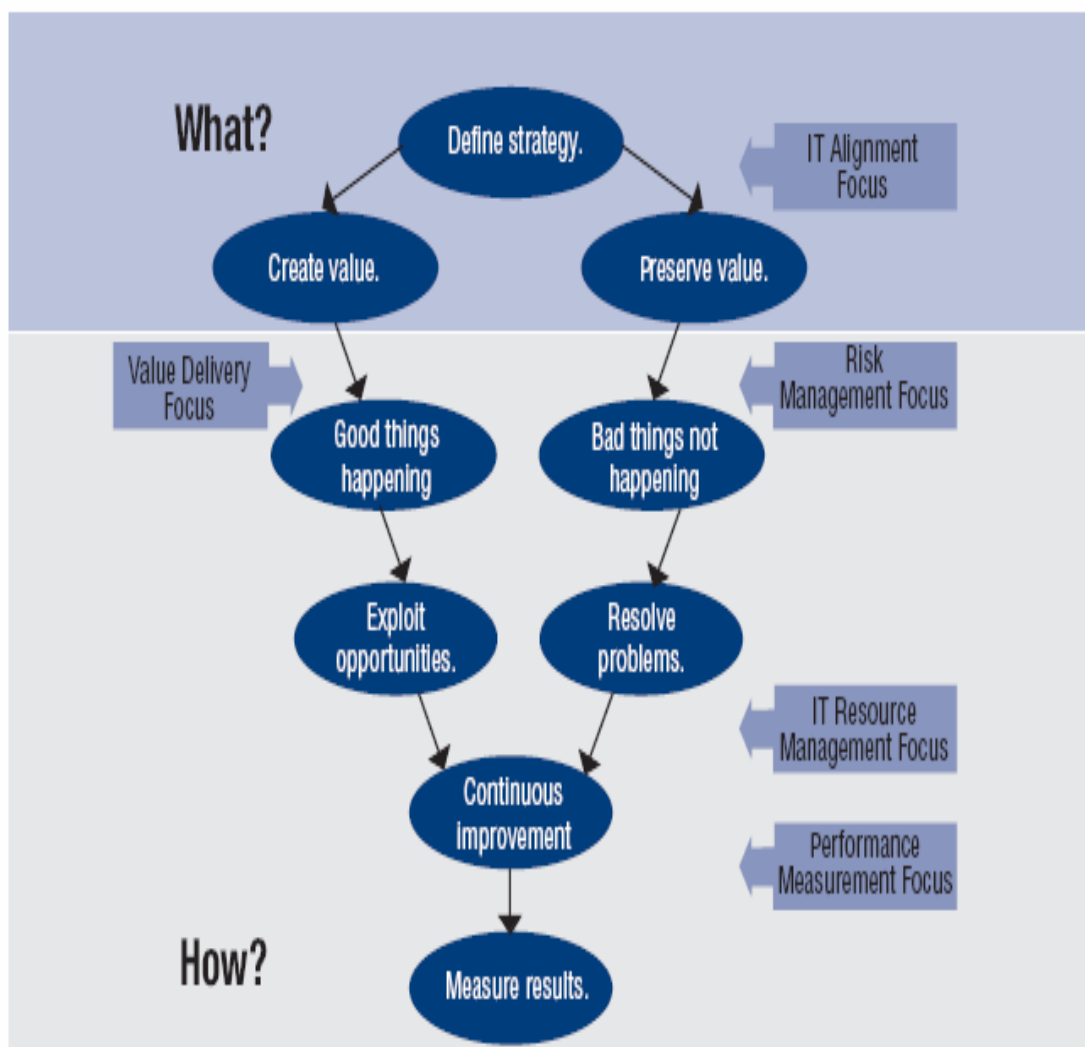 What?
Define strategy.
IT Alignment
Focus
Create value.
Preserve value.
Value Delivery
Focus
Risk
Management Focus
Good things
happening
Bad things not
happening
Exploit
opportunities.
Resolve
problems.
IT Resource
Management Focus
Continuous
improvement
Performance
Measurement Focus
How?
Measure results.